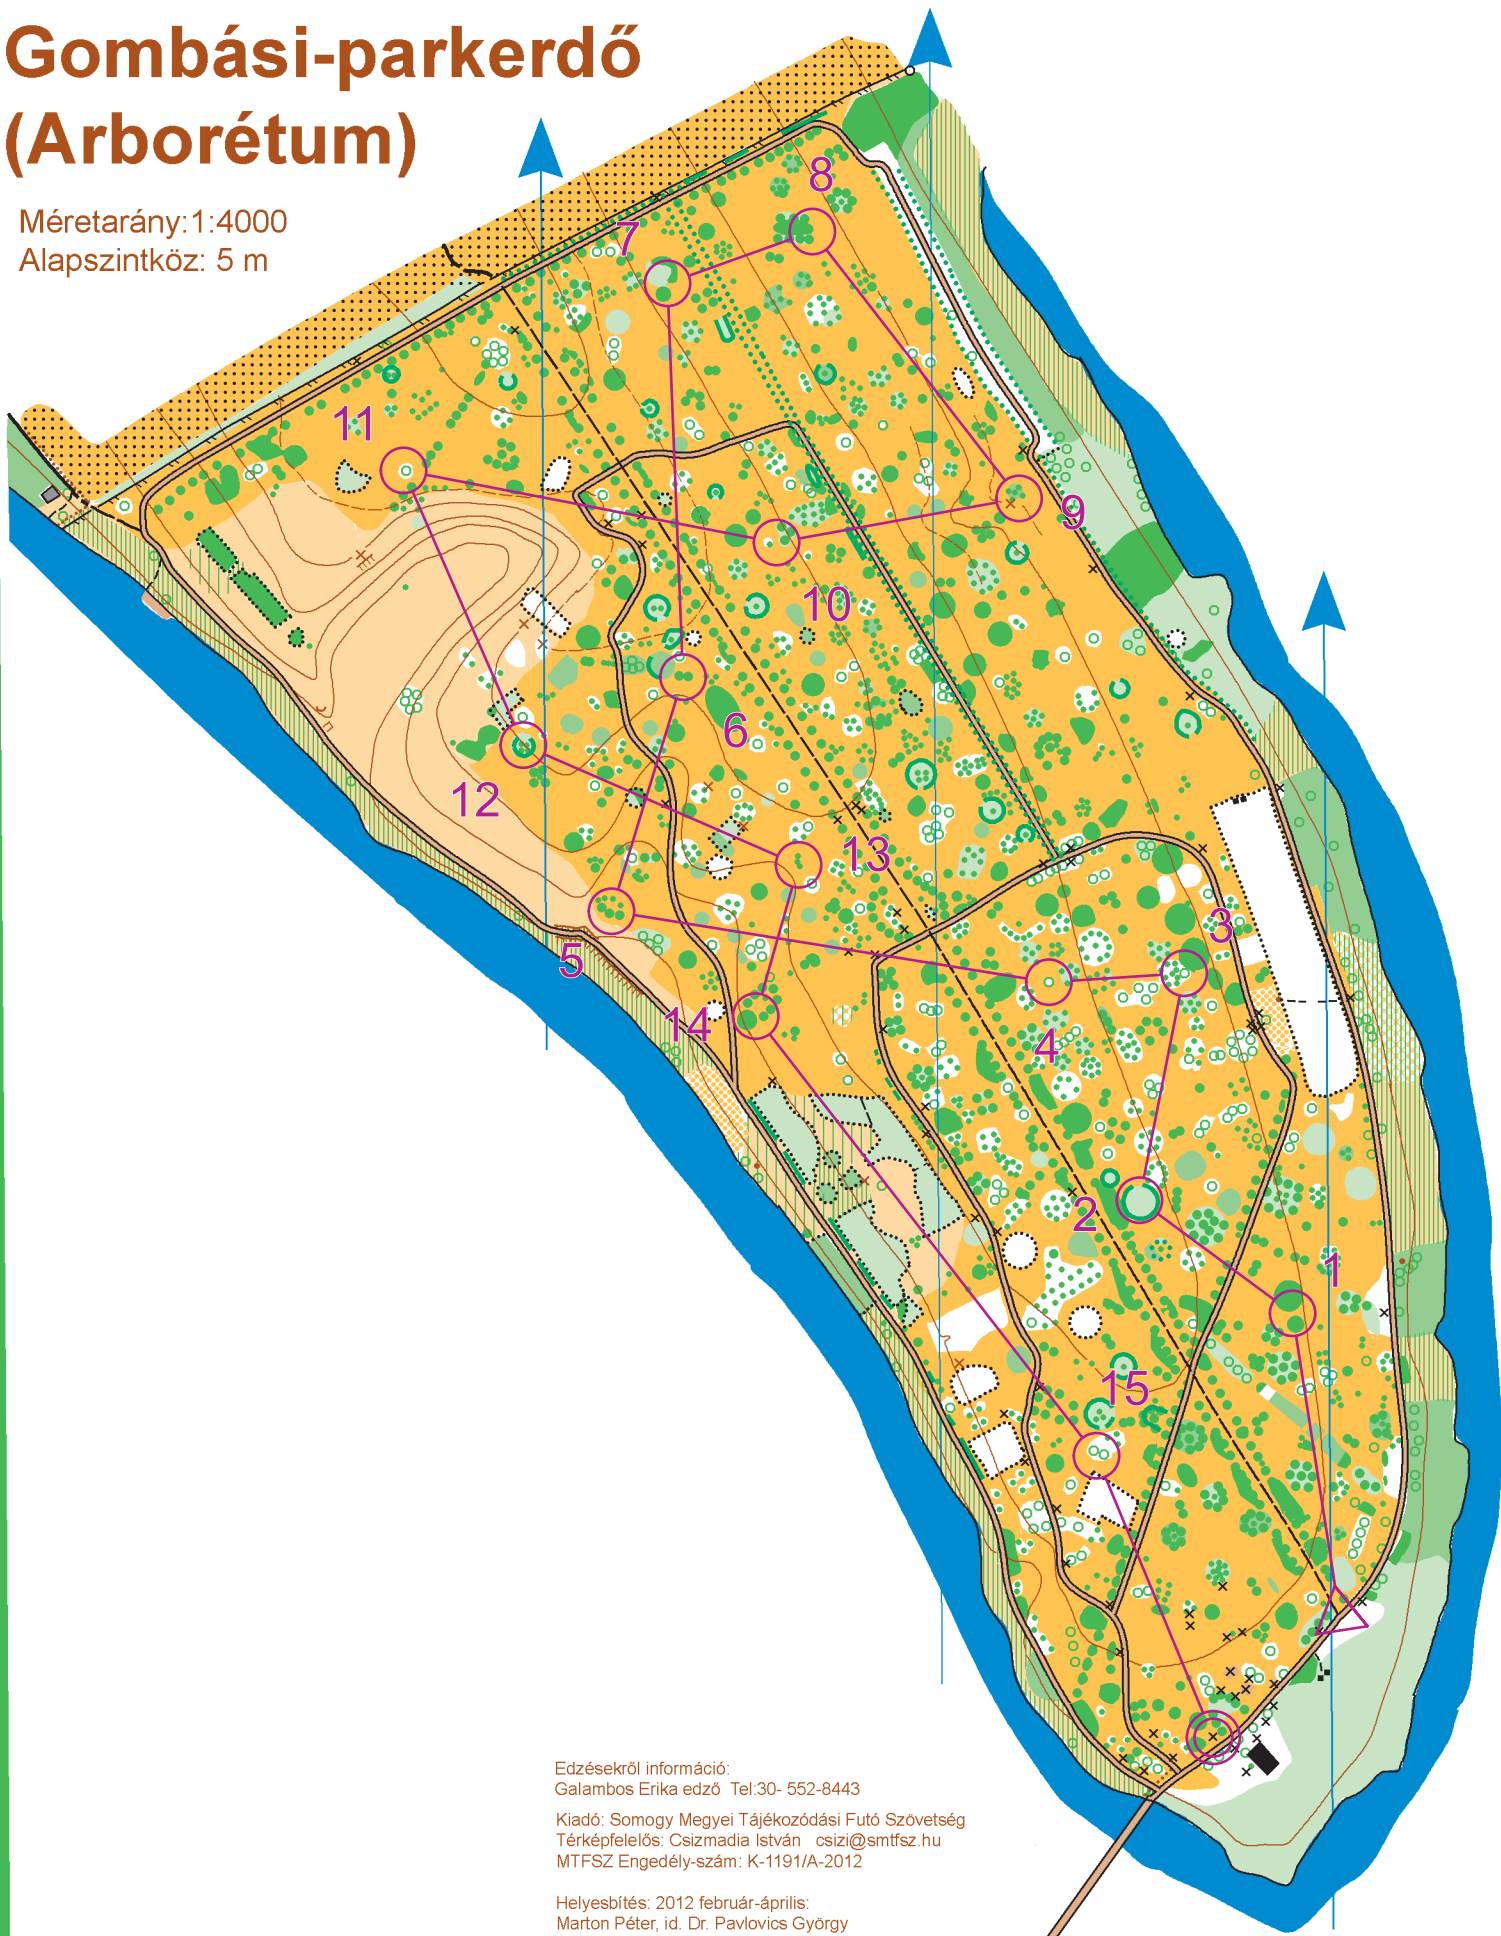 Gombási-parkerdő
(Arborétum)
Méretarány:1:4000
Alapszintköz: 5 m
8
7
11
9
10
6
12
13
3
5
14
4
2
1
15
Edzésekről információ:
Galambos Erika edző Tel:30- 552-8443
Kiadó: Somogy Megyei Tájékozódási Futó Szövetség
Térképfelelős: Csizmadia István csizi@smtfsz.hu
MTFSZ Engedély-szám: K-1191/A-2012
Helyesbítés: 2012 február-április:
Marton Péter, id. Dr. Pavlovics György